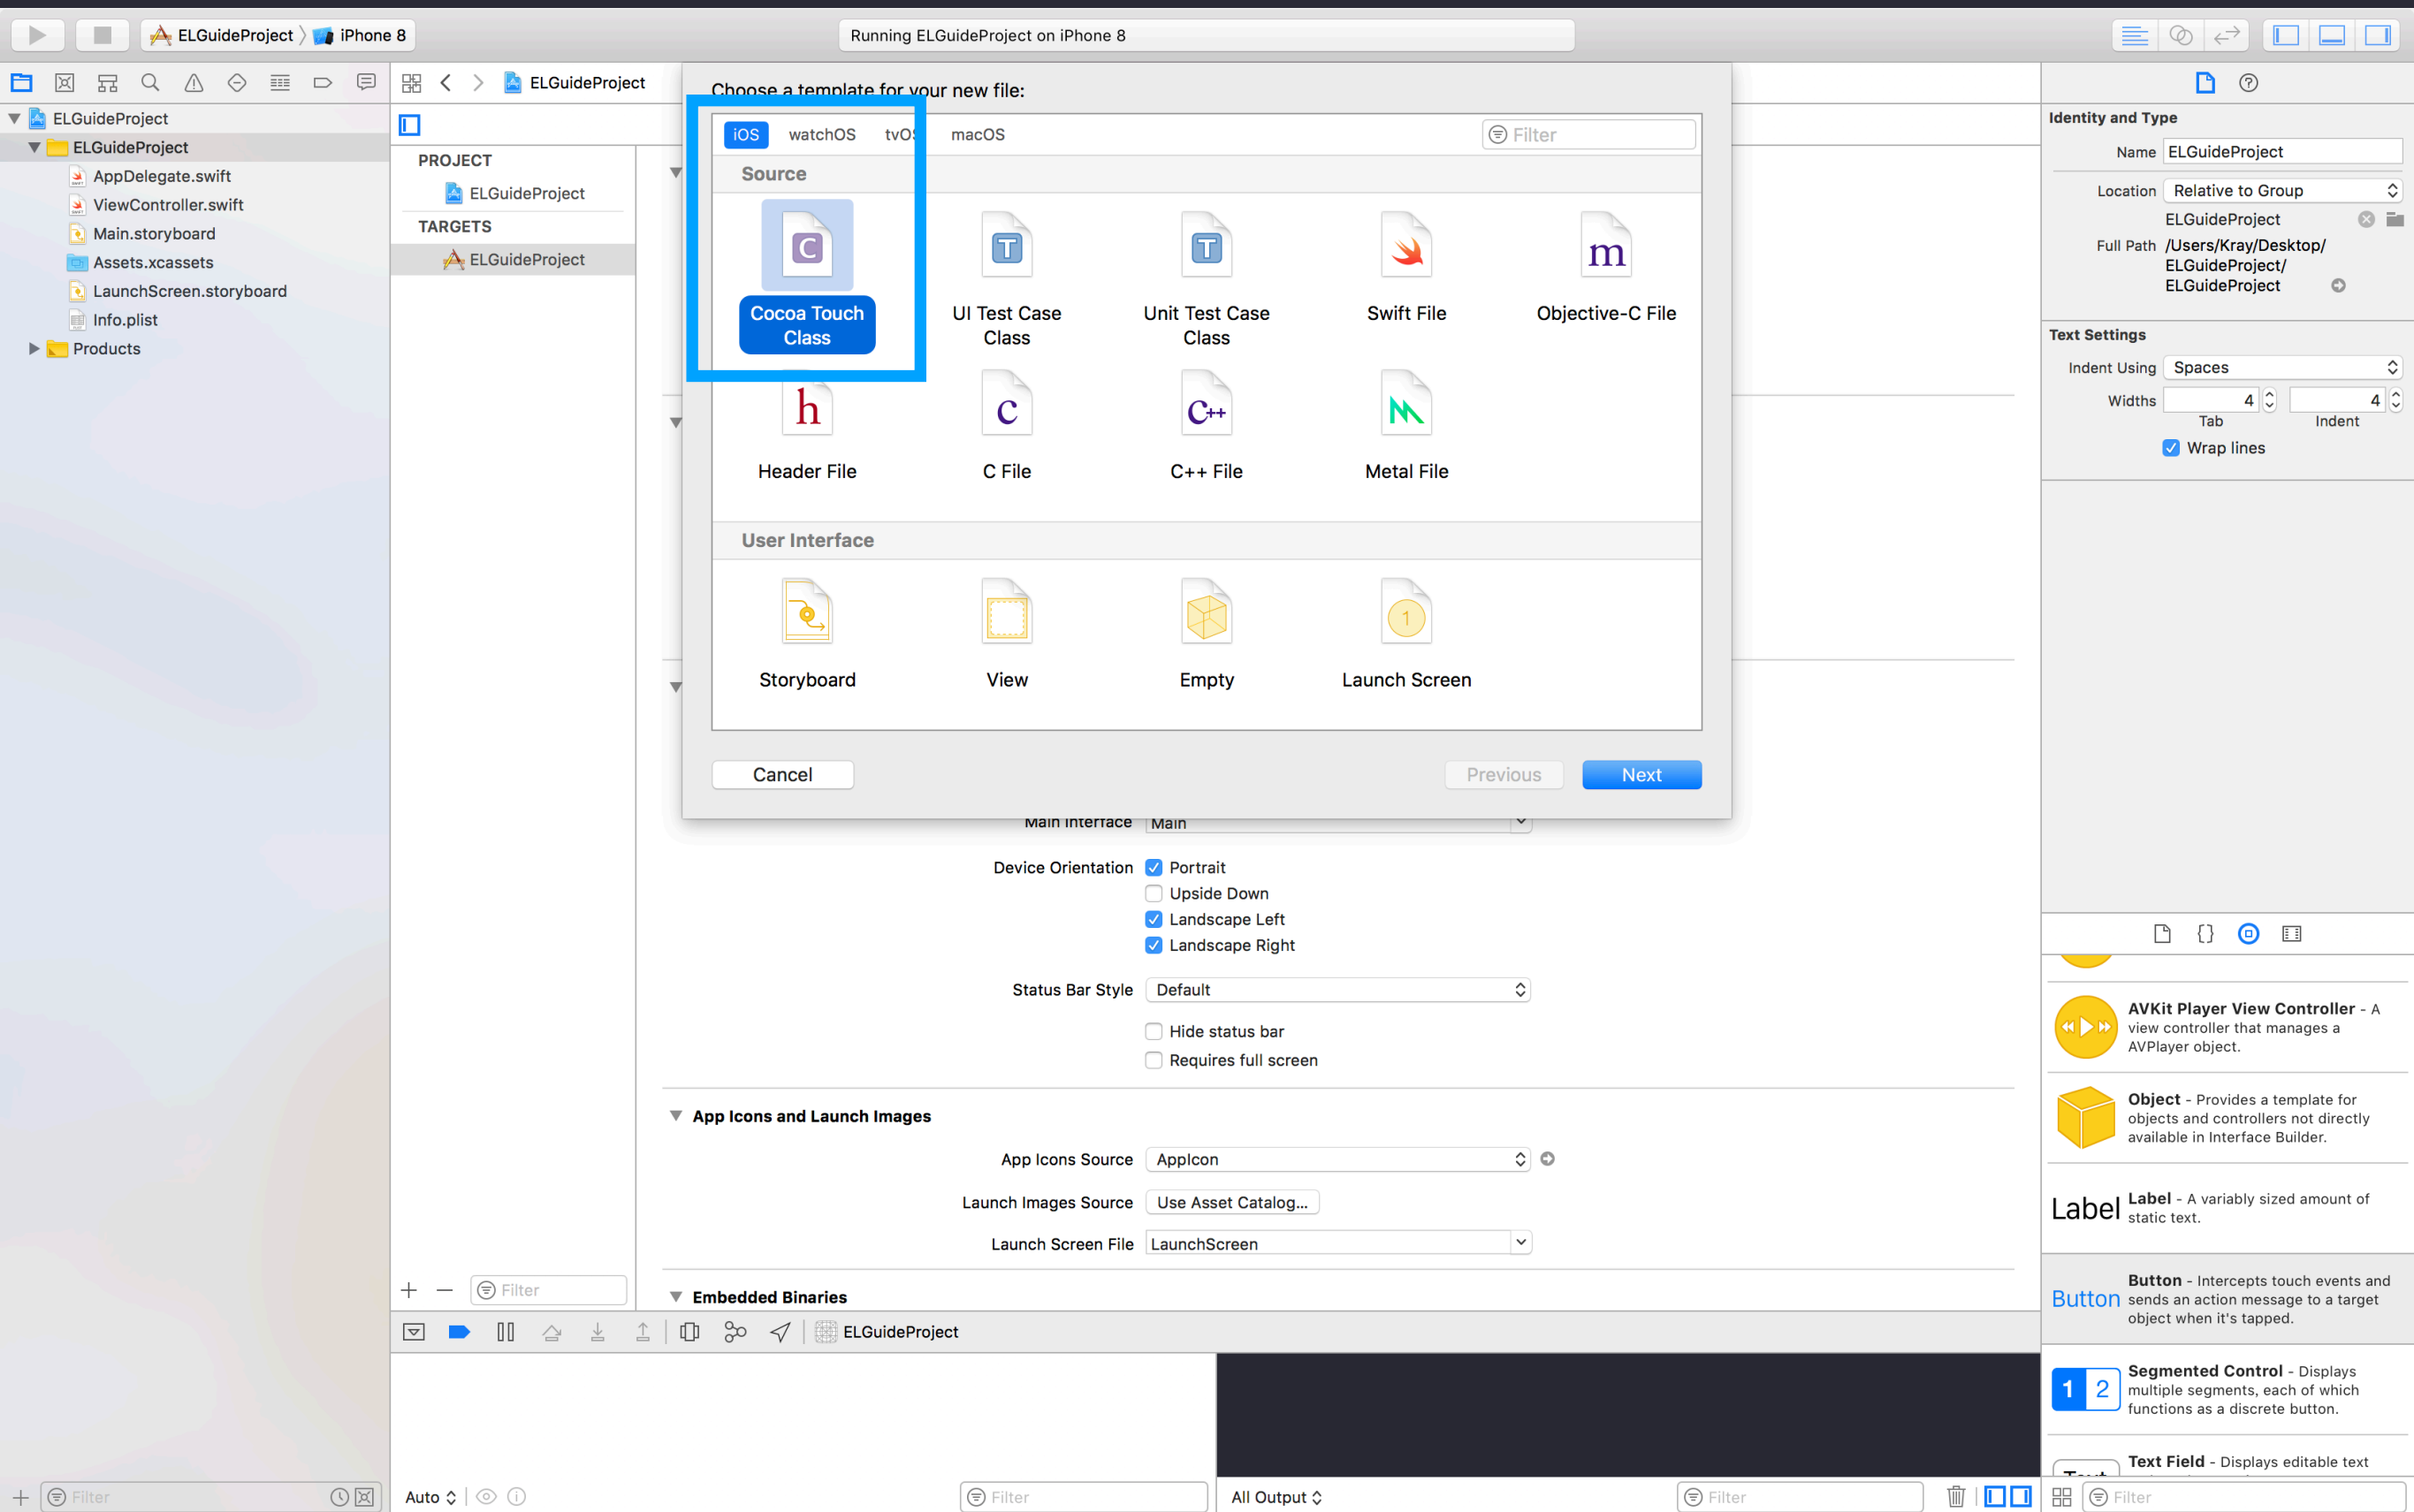 ELGuideProject
iPhone 8
Running ELGuideProject on iPhone 8
ELGuideProject
ELGuideProject
AppDelegate.swift
ViewController.swift
Main.storyboard
Assets.xcassets
LaunchScreen.storyboard
Info.plist
Products
Filter
ELGuideProject
PROJECT
ELGuideProject
TARGETS
ELGuideProject
Filter
Choose a template for your new file:
iOS
watchOS
tvOS
macOS
Filter
Source
C
Cocoa Touch
Class
T
UI Test Case
Class
T
Unit Test Case
Class
Swift File
m
Objective-C File
h
Header File
c
C File
C++
C++ File
Metal File
User Interface
Storyboard
View
Empty
1
Launch Screen
Cancel
Previous
Next
Main Interface
Main
Device Orientation
Portrait
Upside Down
Landscape Left
Landscape Right
Status Bar Style
Default
Hide status bar
Requires full screen
App Icons and Launch Images
App Icons Source
AppIcon
Launch Images Source
Use Asset Catalog...
Launch Screen File
LaunchScreen
Embedded Binaries
ELGuideProject
Auto
Filter
All Output
Filter
Identity and Type
Name
ELGuideProject
Location
Relative to Group
ELGuideProject
Full Path
/Users/Kray/Desktop/
ELGuideProject/
ELGuideProject
Text Settings
Indent Using
Spaces
Widths
4
4
Tab
Indent
Wrap lines
{}
AVKit Player View Controller - A
view controller that manages a
AVPlayer object.
Object - Provides a template for
objects and controllers not directly
available in Interface Builder.
Label
Label - A variably sized amount of
static text.
Button
Button - Intercepts touch events and
sends an action message to a target
object when it's tapped.
1 2
Segmented Control - Displays
multiple segments, each of which
functions as a discrete button.
Text Field - Displays editable text
Filter